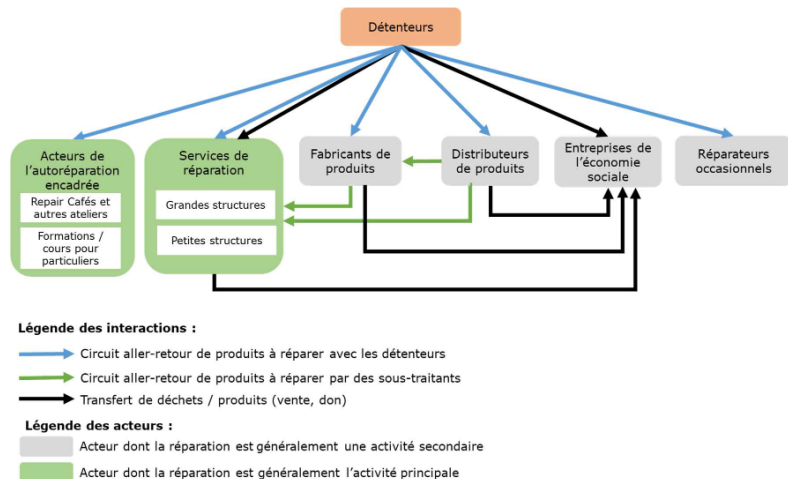 Détenteurs
Acteurs de
l'autoréparation
encadrée
Repair Cafés et
autres ateliers
Formations /
cours pour
particuliers
Services de
réparation
Grandes structures
Petites structures
Fabricants de
produits
Distributeurs
de produits
Entreprises de
l'économie
sociale
Réparateurs
occasionnels
Légende des interactions :
Circuit aller-retour de produits à réparer avec les détenteurs
Circuit aller-retour de produits à réparer par des sous-traitants
Transfert de déchets / produits (vente, don)
Légende des acteurs :
Acteur dont la réparation est généralement une activité secondaire
Acteur dont la réparation est généralement l'activité principale